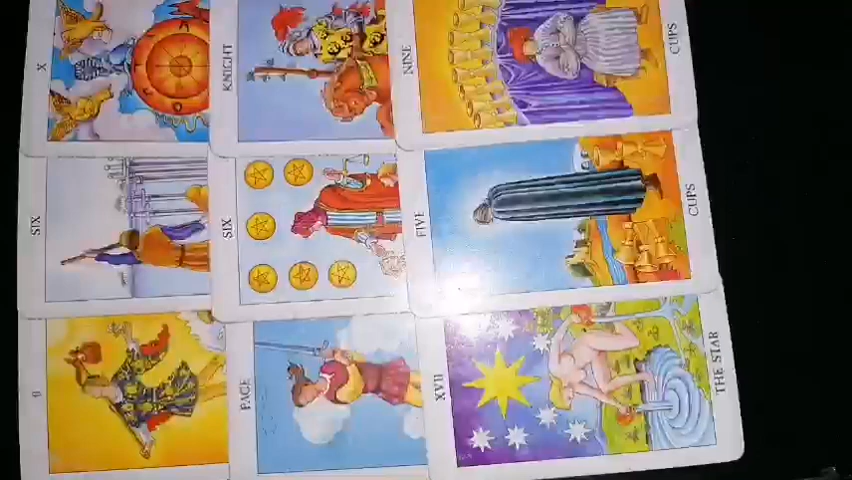 0
SIX
X
PAGE
SIX
KNIGHT
XVII
FIVE
NINE
THE STAR
CUPS
CUPS